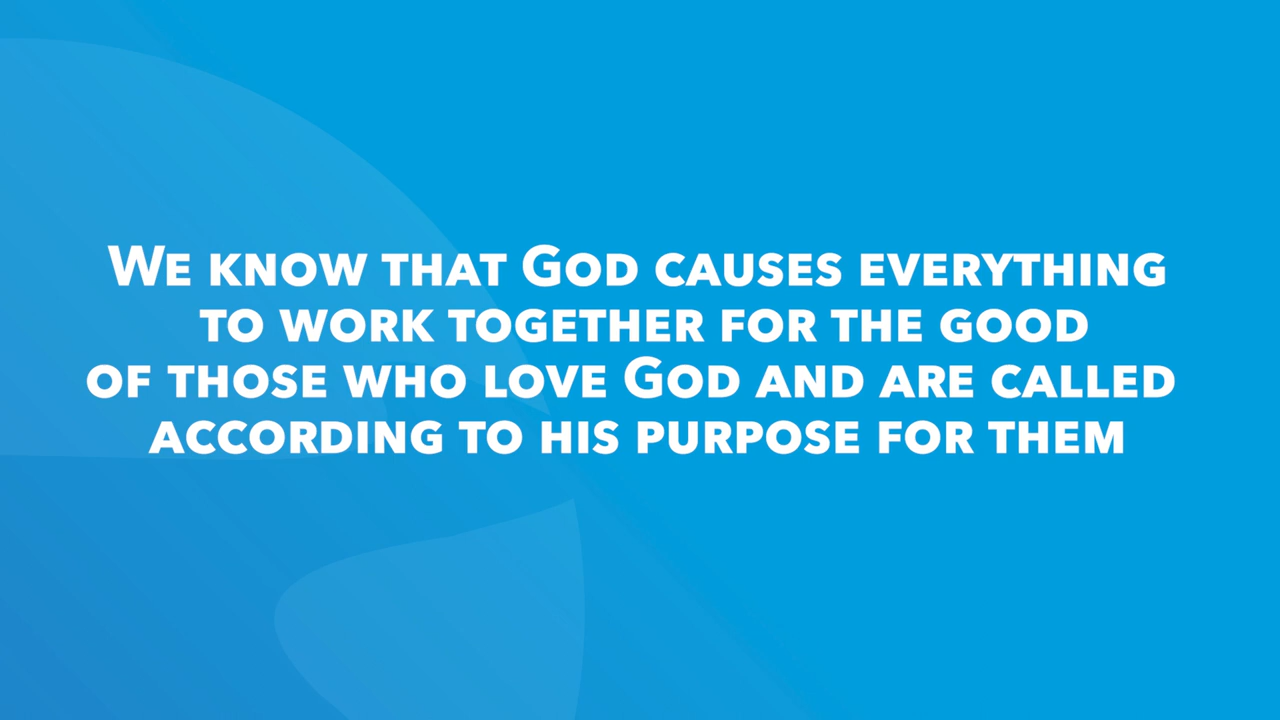 We know that God causes everything
to work together for the good
of those who love God and are called
according to his purpose for them